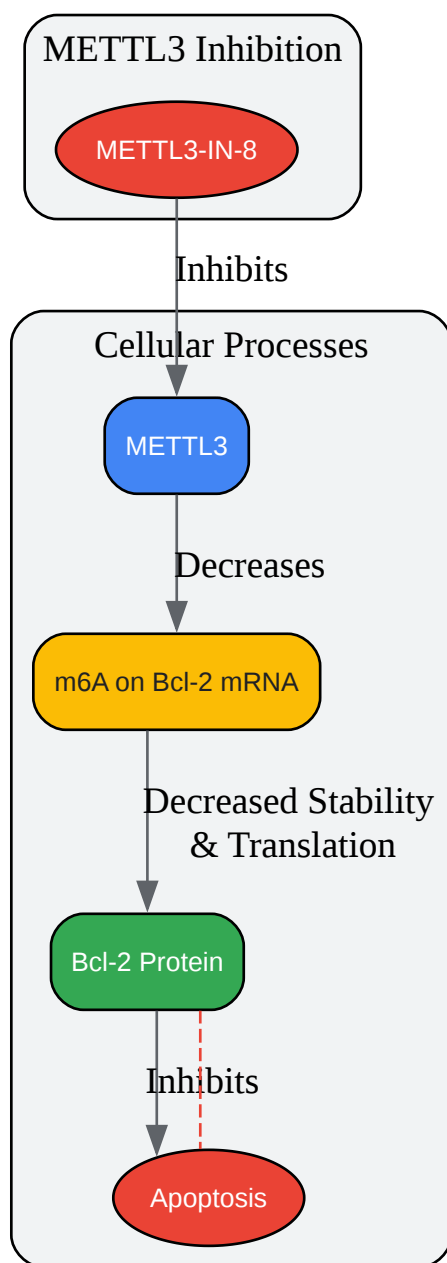 METTL3 Inhibition
METTL3-IN-8
Inhibits
Cellular Processes
METTL3
Decreases
m6A on Bcl-2 mRNA
Decreased Stability
& Translation
Bcl-2 Protein
Inhibits
Apoptosis